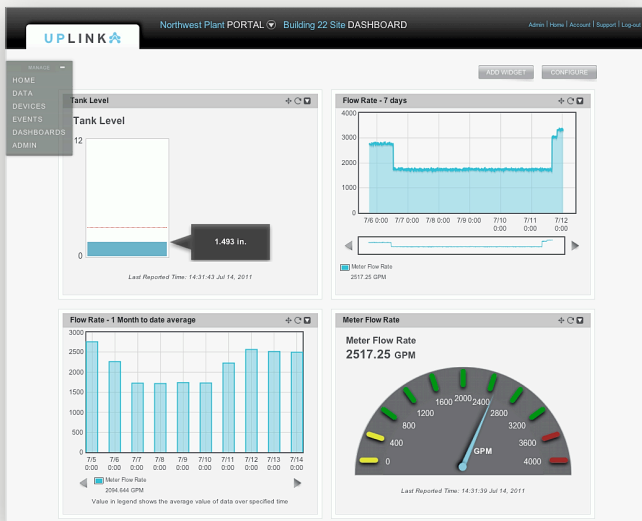 UPLINK
Northwest Plant PORTAL Building 22 Site DASHBOARD
Admin | Home | Account | Support | Log-out
MANAGE
HOME
DATA
DEVICES
EVENTS
DASHBOARDS
ADMIN
ADD WIDGET
CONFIGURE
Tank Level
Tank Level
12
0
1.493 in.
Last Reported Time: 14:31:43 Jul 14, 2011
Flow Rate - 7 days
4000
3000
2000
1000
0
7/6 0:00 7/7 0:00 7/8 0:00 7/9 0:00 7/10 7/11 7/12
0:00 0:00 0:00
Meter Flow Rate
2517.25 GPM
Flow Rate - 1 Month to date average
3000
2500
2000
1500
1000
500
0
7/5 7/6 7/7 7/8 7/9 7/10 7/11 7/12 7/13 7/14
0:00 0:00 0:00 0:00 0:00 0:00 0:00 0:00 0:00 0:00
Meter Flow Rate
2094.644 GPM
Value in legend shows the average value of data over specified time
Meter Flow Rate
Meter Flow Rate
2517.25 GPM
0
400
800
1200
1600
2000
2400
2800
3200
3600
4000
GPM
Last Reported Time: 14:31:39 Jul 14, 2011